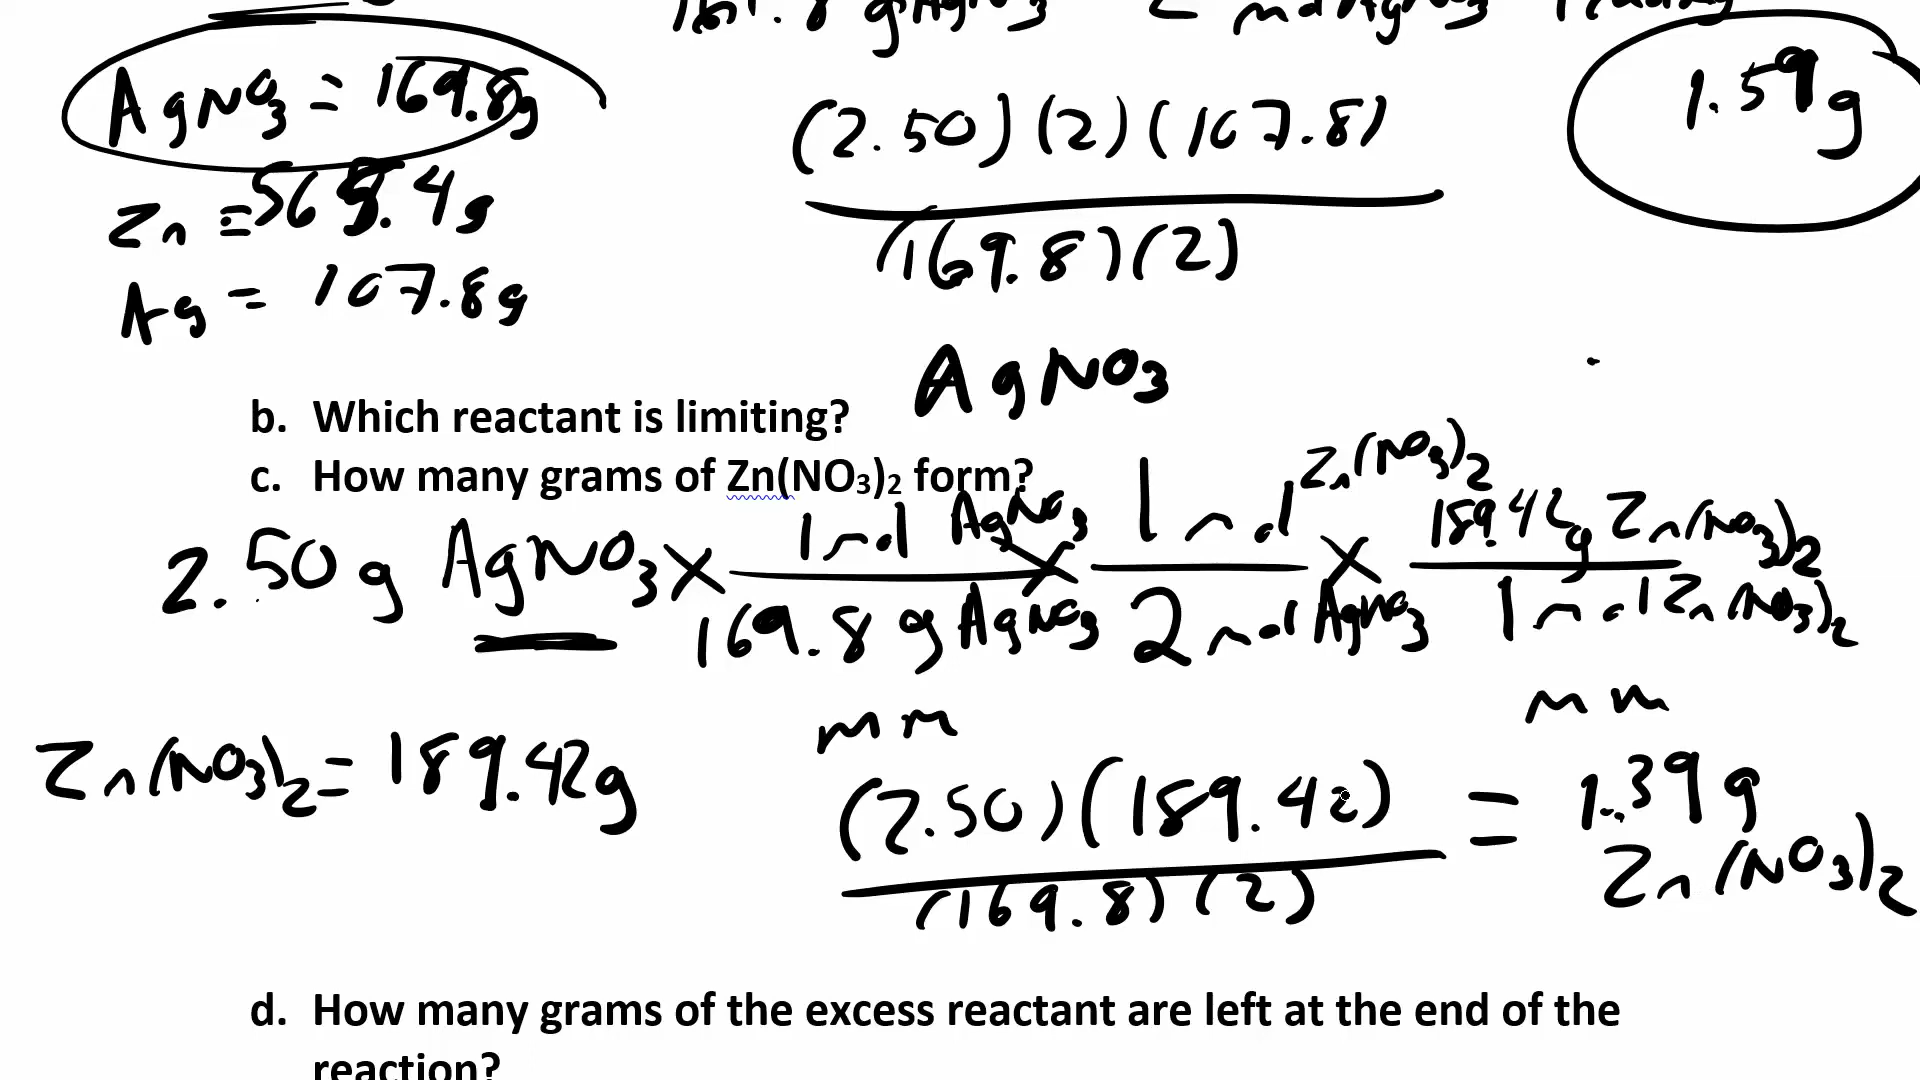 AgNO3 = 169.8g
(2.50)(2)(107.8)
1.59g
(169.8)(2)
Ag = 107.8g
AgNO3
b. Which reactant is limiting?
c. How many grams of Zn(NO3)2 form?
2.50 g AgNO3 × 1 mol AgNO3 × 1 mol Zn(NO3)2 × 189.42g Zn(NO3)2
169.8 g AgNO3 2 mol AgNO3 1 mol Zn(NO3)2
mm mm
Zn(NO3)2 = 189.42g
(2.50)(189.42) = 1.39 g
(169.8)(2) Zn(NO3)2
d. How many grams of the excess reactant are left at the end of the
reaction?